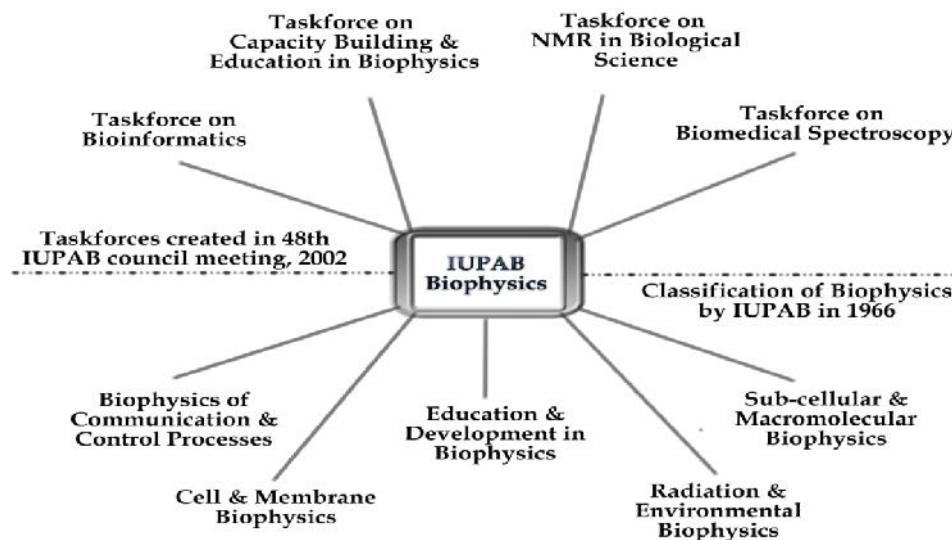 Taskforce on
Capacity Building &
Education in Biophysics
Taskforce on
NMR in Biological
Science
Taskforce on
Bioinformatics
Taskforce on
Biomedical Spectroscopy
Taskforces created in 48th
IUPAB council meeting, 2002
IUPAB
Biophysics
Classification of Biophysics
by IUPAB in 1966
Biophysics of
Communication &
Control Processes
Cell & Membrane
Biophysics
Education &
Development in
Biophysics
Radiation &
Environmental
Biophysics
Sub-cellular &
Macromolecular
Biophysics